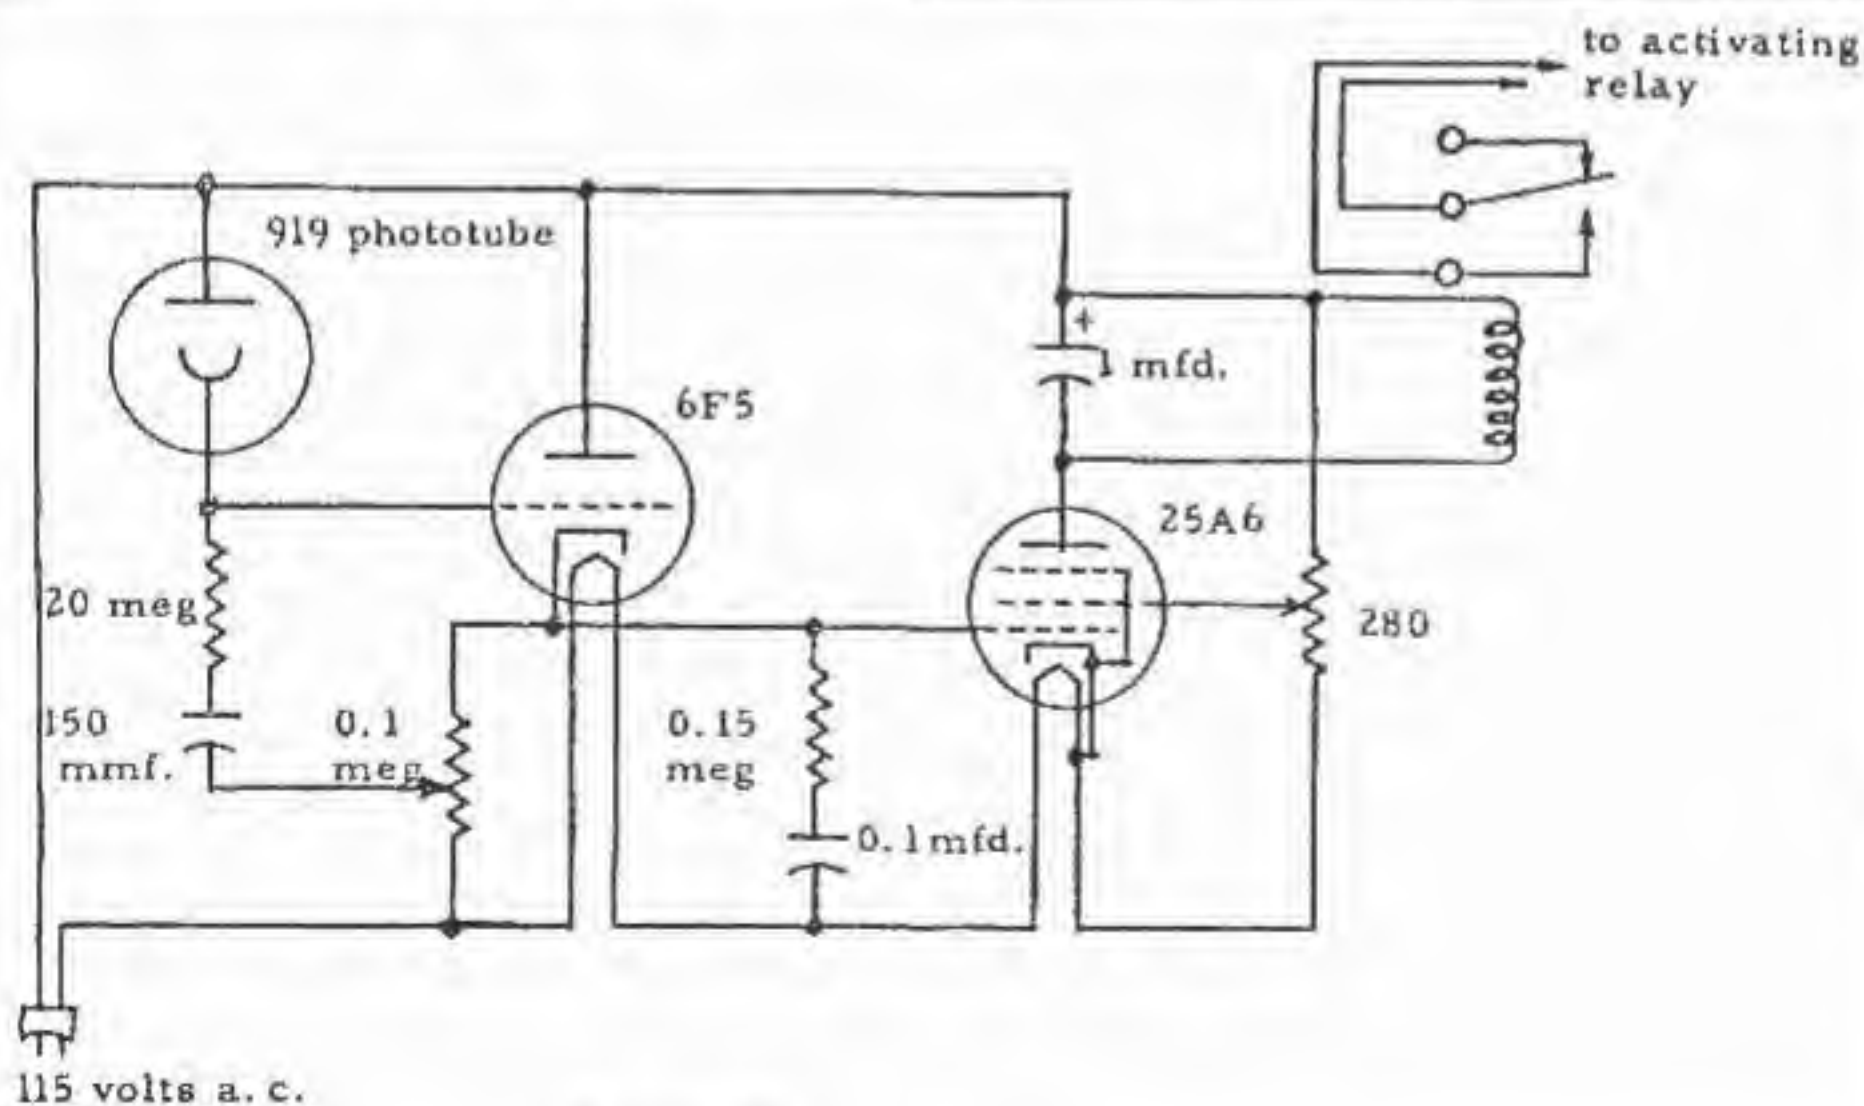 to activating
relay
919 phototube
6F5
1 mfd.
+
25A6
20 meg
280
150
mmf.
0.1
meg
0.15
meg
0.1mfd.
115 volts a.c.